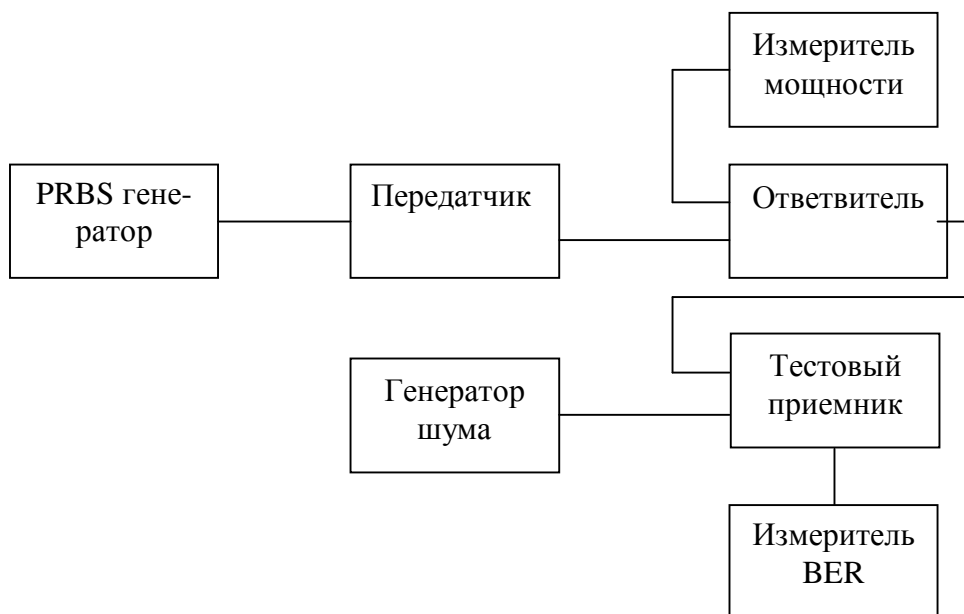 Измеритель
мощности
PRBS гене-
ратор
Передатчик
Ответвитель
Генератор
шума
Тестовый
приемник
Измеритель
BER